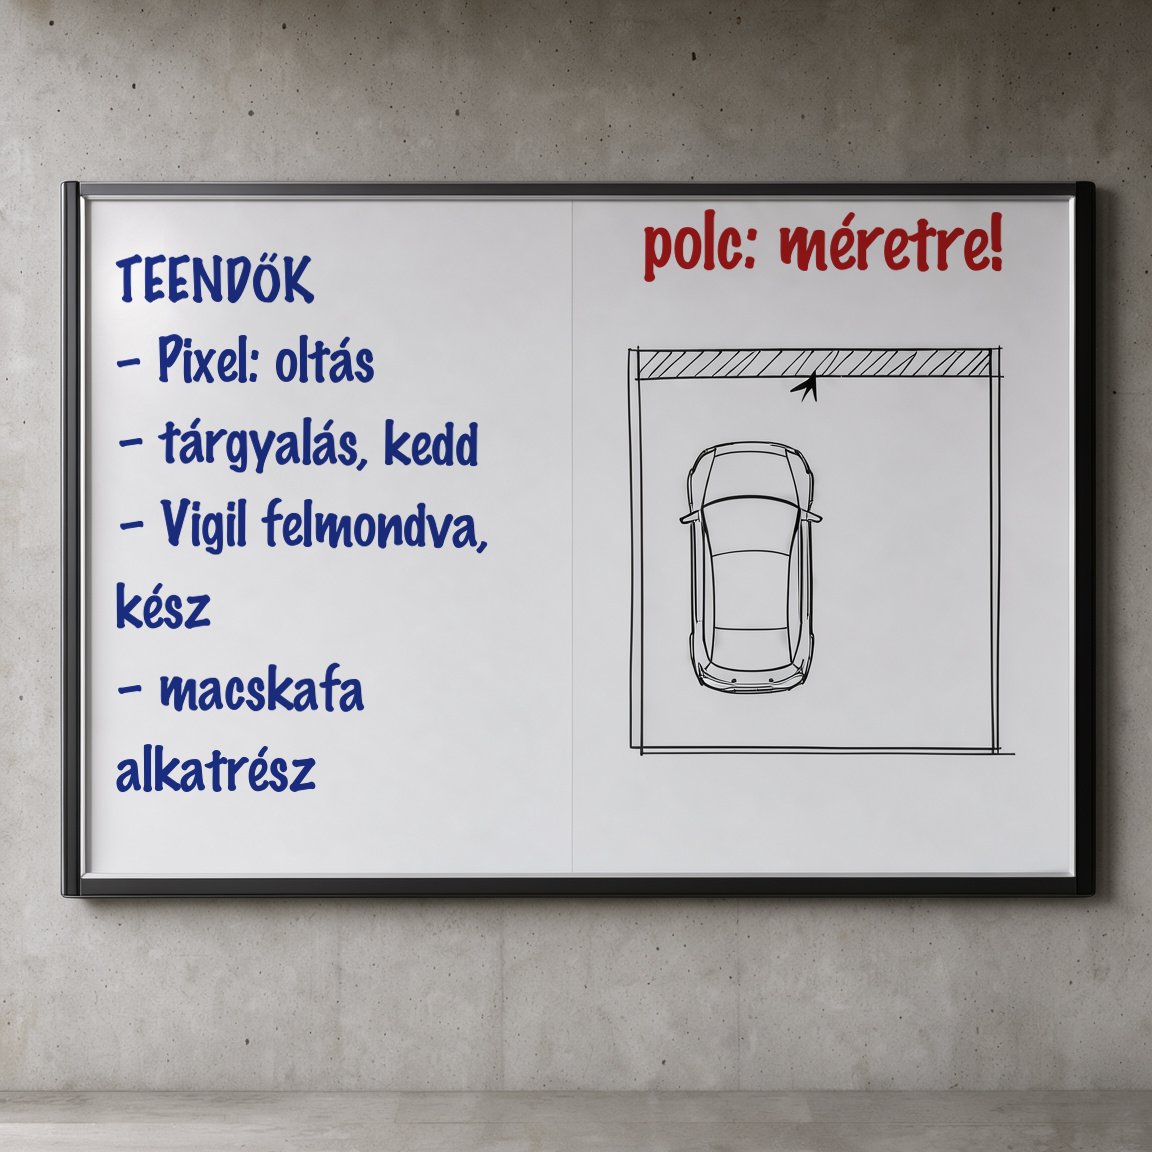 TEENDŐK
- Pixel: oltás
- tárgyalás, kedd
- Vigil felmondva,
kész
- macskafa
alkatrész
polc: méretre!